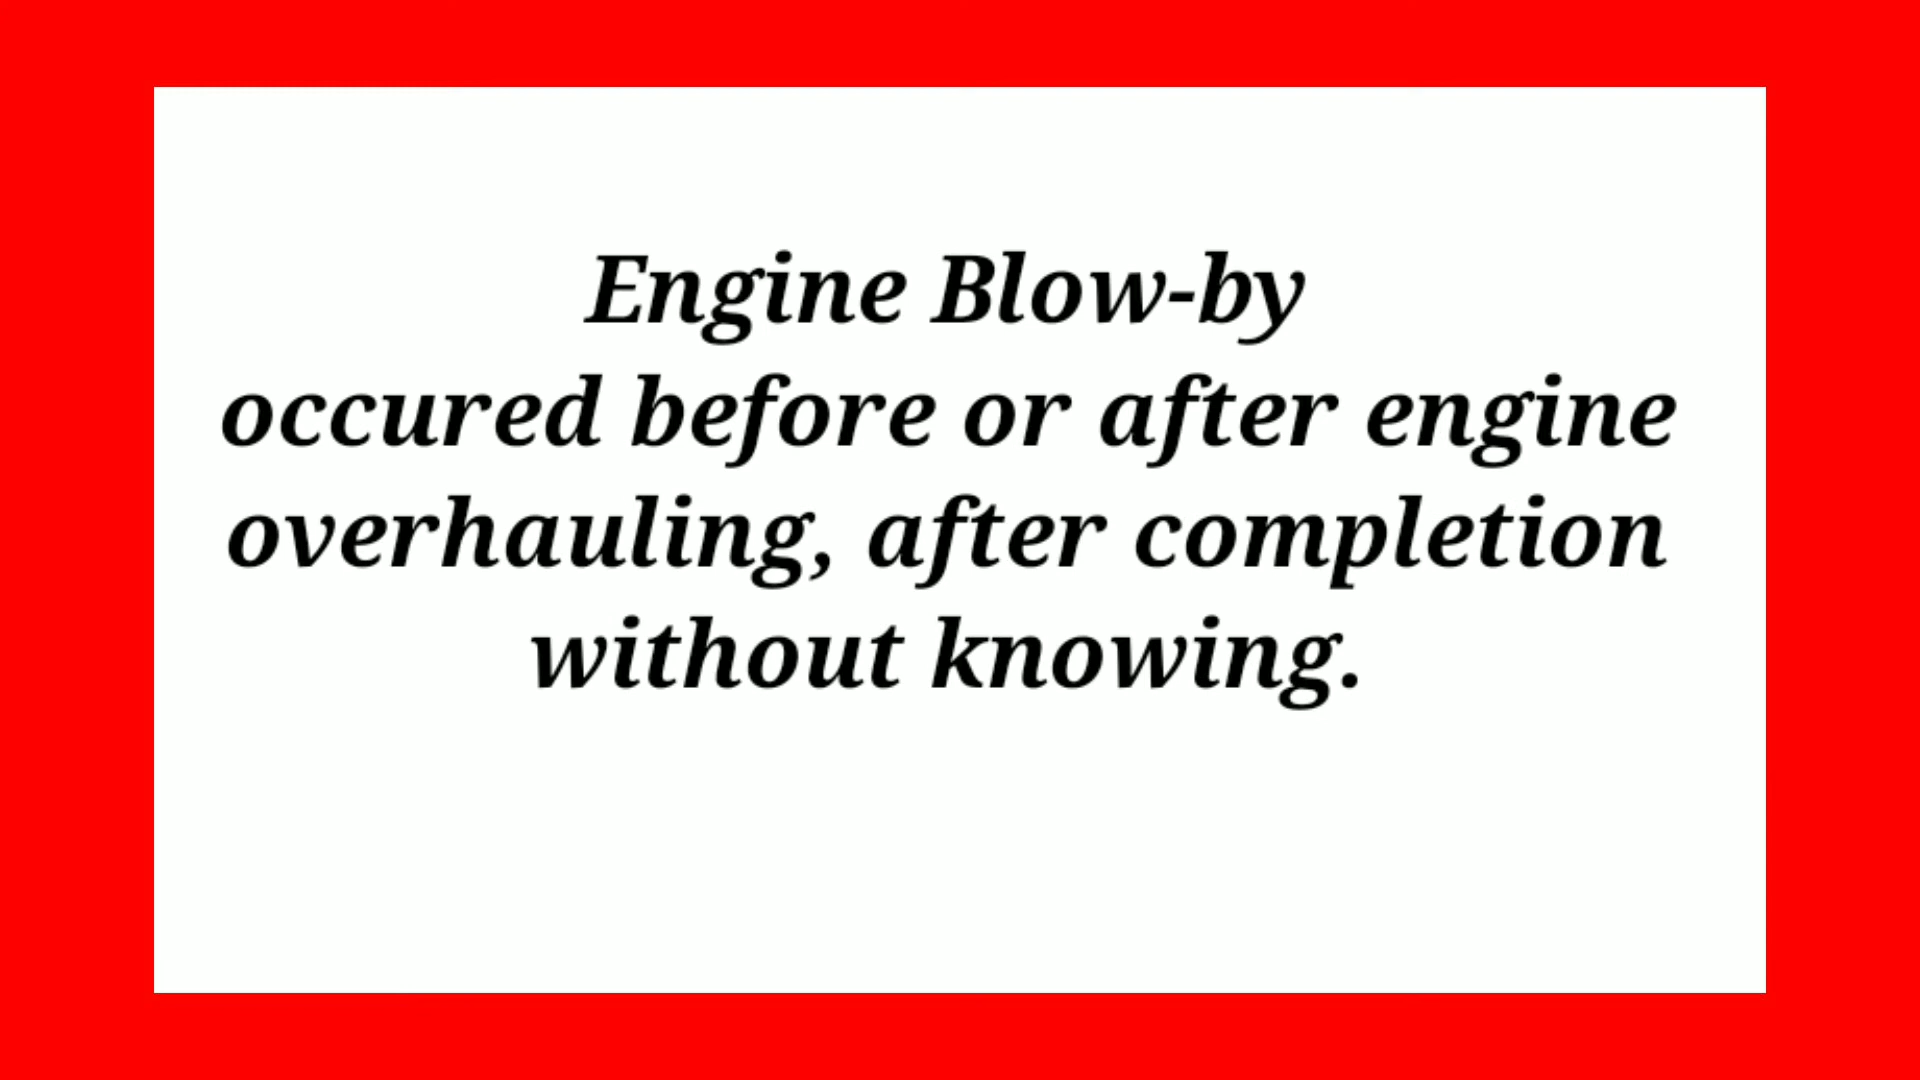 Engine Blow-by
occured before or after engine
overhauling, after completion
without knowing.